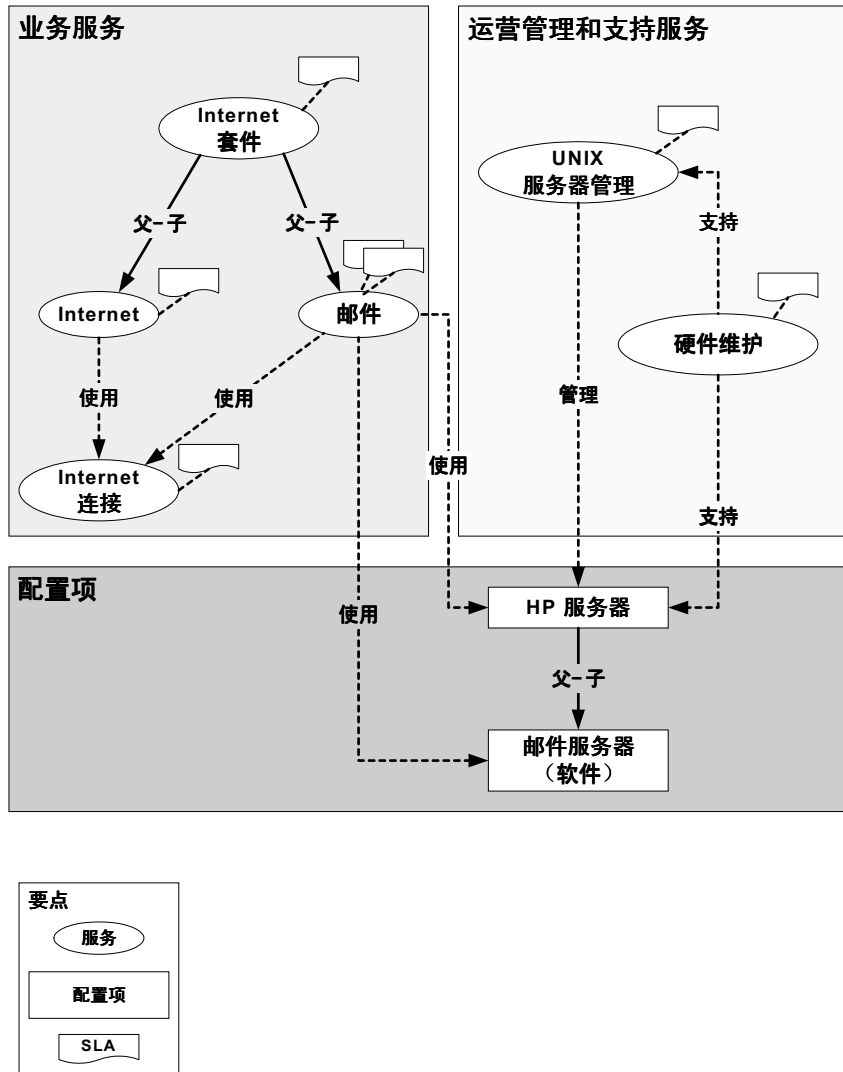 业务服务
Internet
套件
父-子
父-子
Internet
邮件
使用
使用
Internet
连接
运营管理和支持服务
UNIX
服务器管理
支持
硬件维护
管理
使用
支持
配置项
使用
HP 服务器
父-子
邮件服务器
（软件）
要点
服务
配置项
SLA